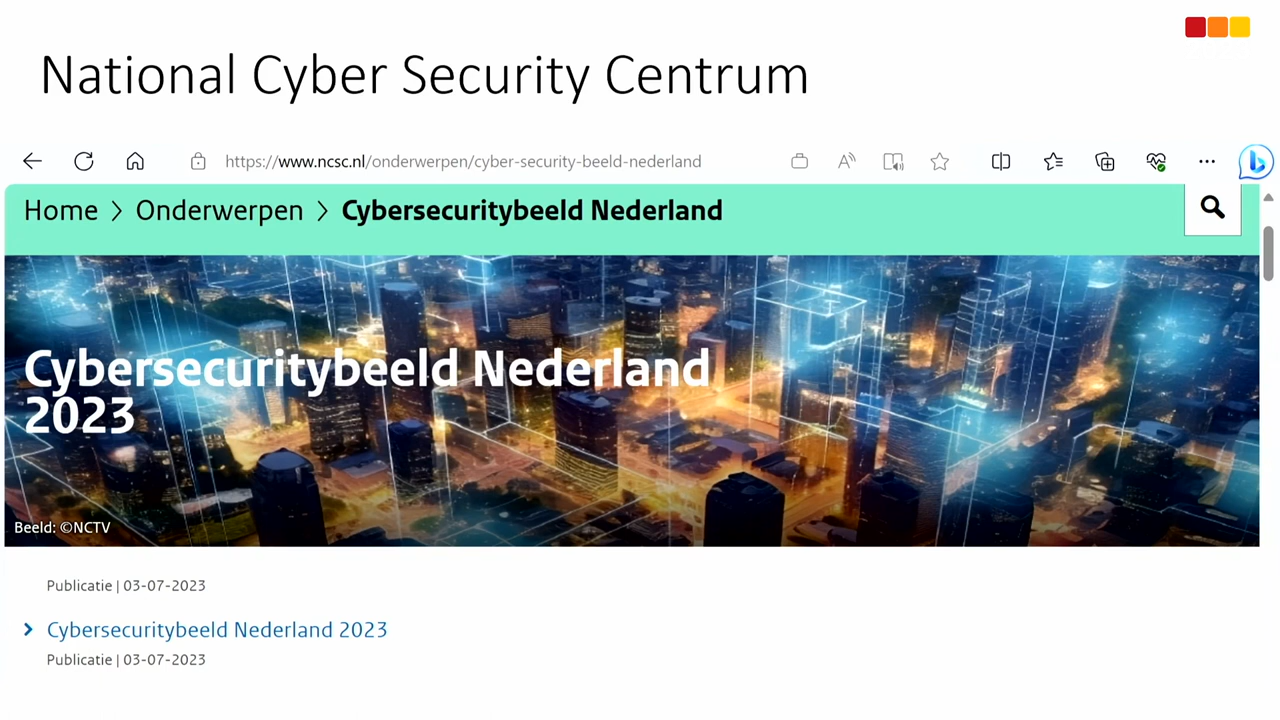 National Cyber Security Centrum
https://www.ncsc.nl/onderwerpen/cyber-security-beeld-nederland
Home > Onderwerpen > Cybersecuritybeeld Nederland
Cybersecuritybeeld Nederland
2023
Beeld: ©NCTV
Publicatie | 03-07-2023
Cybersecuritybeeld Nederland 2023
Publicatie | 03-07-2023